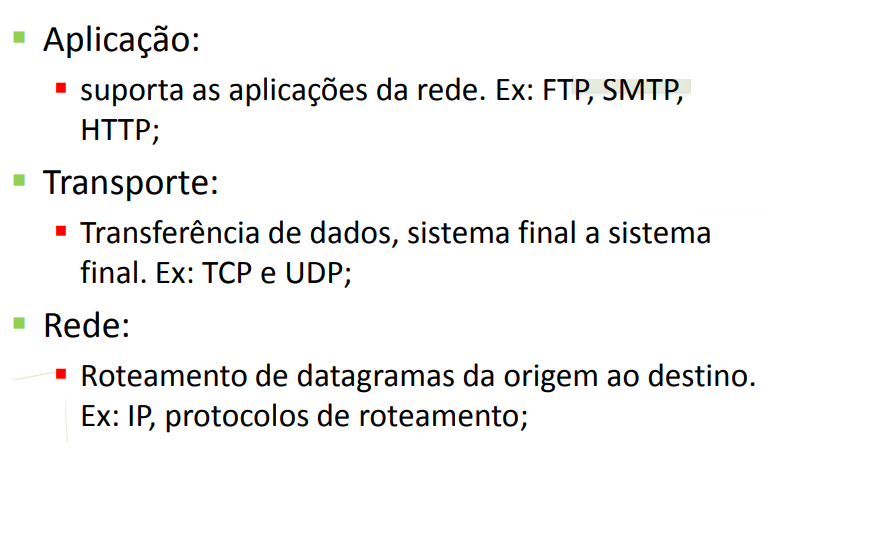 Aplicação:
suporta as aplicações da rede. Ex: FTP, SMTP,
HTTP;
Transporte:
Transferência de dados, sistema final a sistema
final. Ex: TCP e UDP;
Rede:
Roteamento de datagramas da origem ao destino.
Ex: IP, protocolos de roteamento;